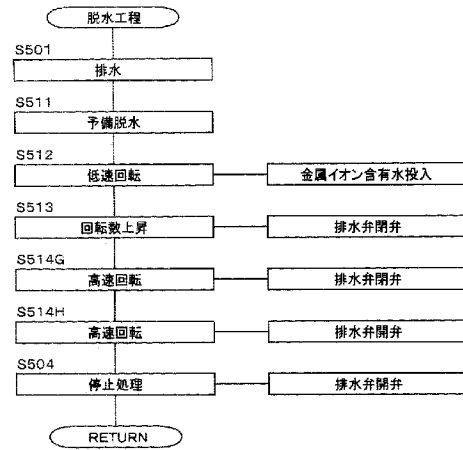 脱水工程
S501
排水
S511
予備脱水
S512
低速回転
金属イオン含有水投入
S513
回転数上昇
排水弁閉弁
S514G
高速回転
排水弁閉弁
S514H
高速回転
排水弁開弁
S504
停止処理
排水弁開弁
RETURN